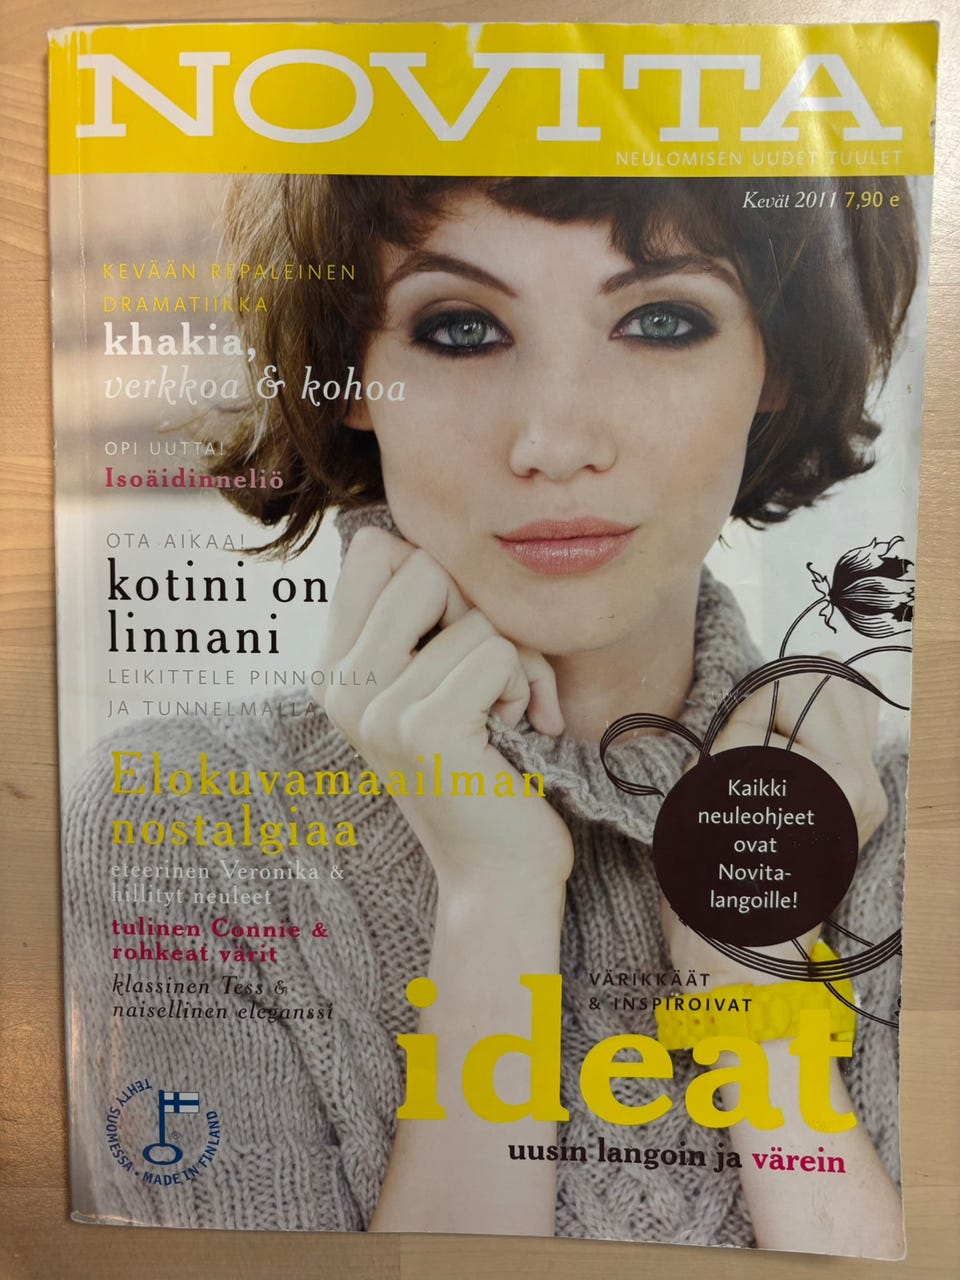 NOVITA
NEULOMISEN UUDET TUULET
Kevät 2011 7,90 e
KEVÄÄN REPALEINEN
DRAMATIIKKA
khakia,
verkkoa & kohoa
OPI UUTTA!
Isoäidinneliö
OTA AIKAA!
kotini on
linnani
LEIKITTELE PINNOILLA
JA TUNNELMALLA
Elokuvamaailman
nostalgiaa
eteerinen Veronika &
hillityt neuleet
tulinen Connie &
rohkeat värit
klassinen Tess &
naisellinen eleganssi
Kaikki
neuleohjeet
ovat
Novita-
langoille!
VÄRIKKÄÄT
& INSPIROIVAT
ideat
uusin langoin ja värein
TEHTY SUOMESSA • MADE IN FINLAND